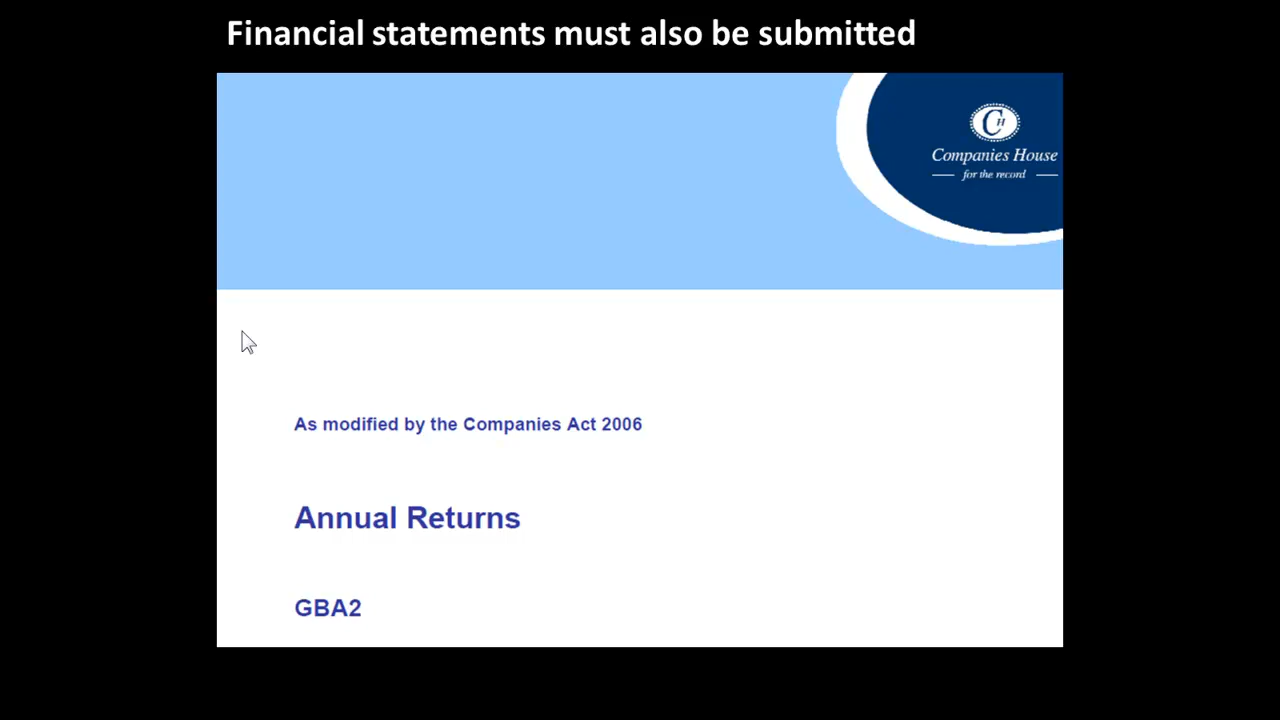 Financial statements must also be submitted
CH
Companies House
for the record
As modified by the Companies Act 2006
Annual Returns
GBA2